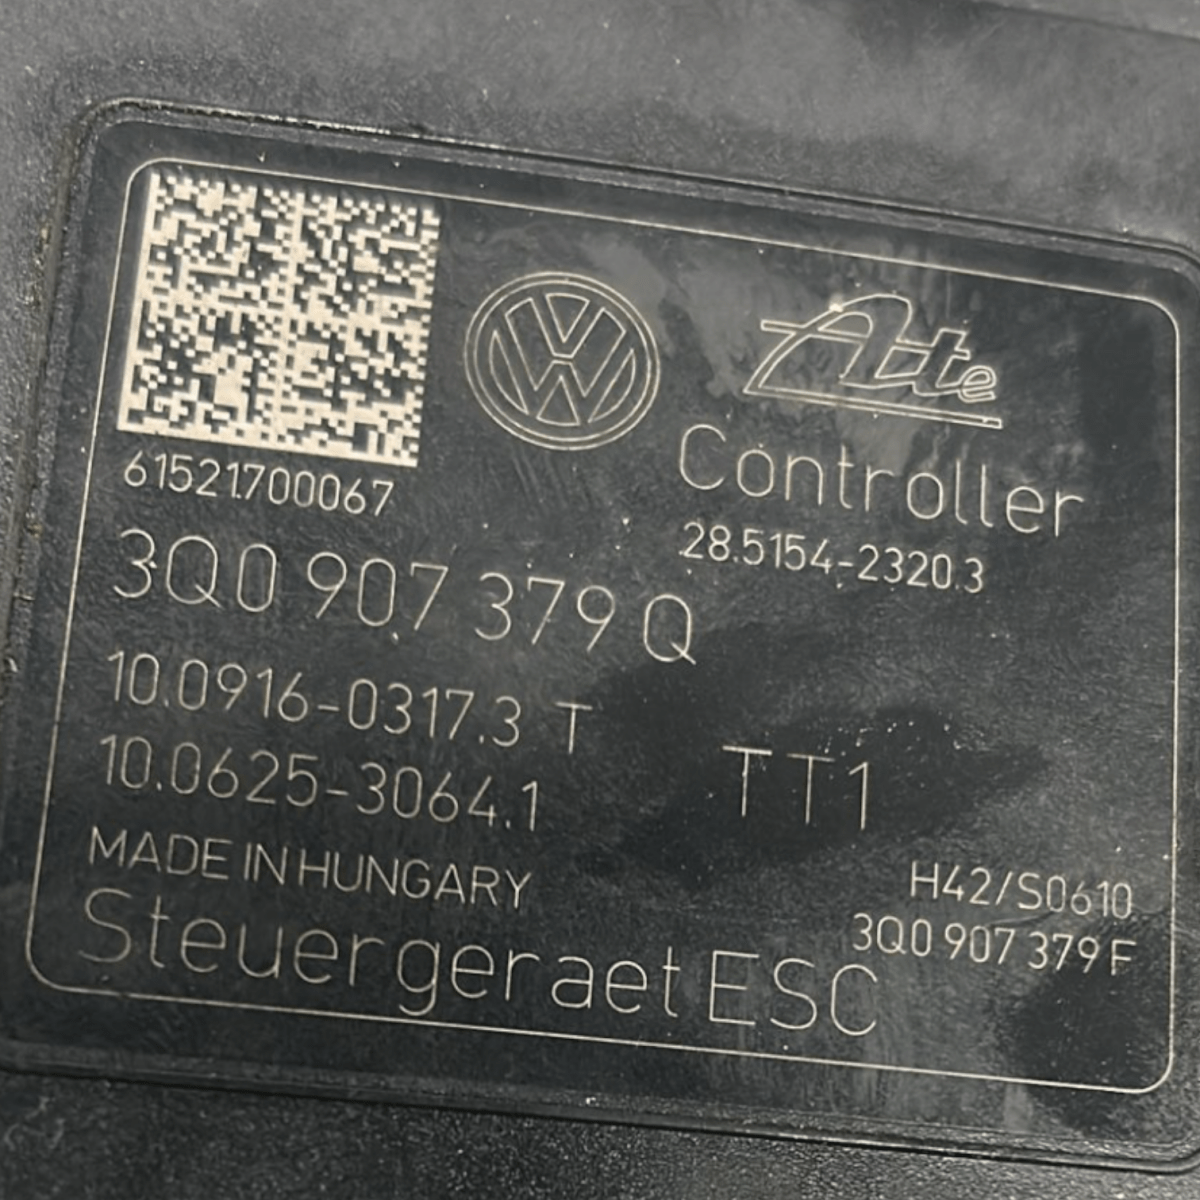 Ate
Controller
28.5154-2320.3
61521700067
3Q0 907 379 Q
10.0916-0317.3 T
10.0625-3064.1
TT1
MADE IN HUNGARY
H42/S0610
3Q0 907 379 F
Steuergeraet ESC